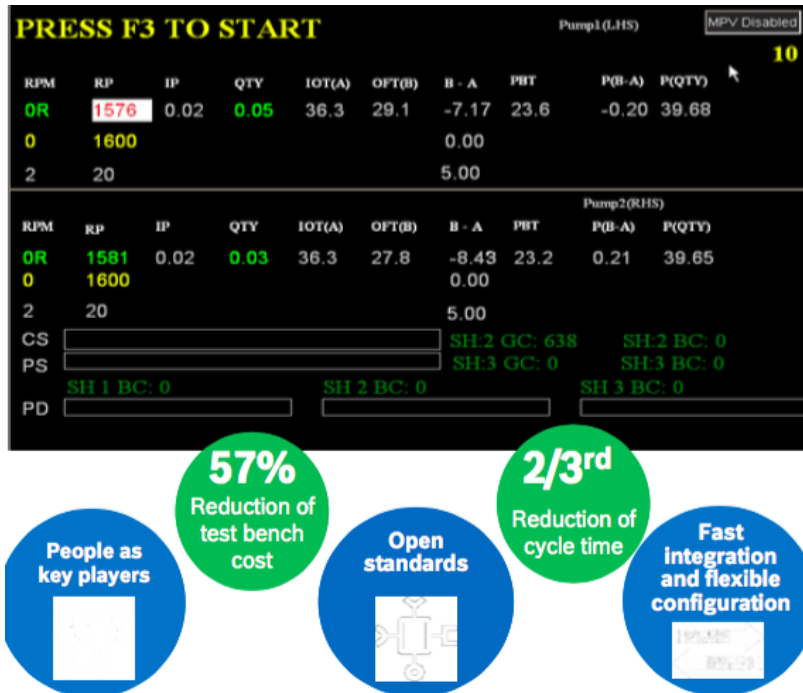 PRESS F3 TO START
Pump1(LHS)
MPV Disabled
10
RPM RP IP QTY IOT(A) OFT(B) B - A PBT P(B-A) P(QTY)
0R 1576 0.02 0.05 36.3 29.1 -7.17 23.6 -0.20 39.68
0 1600 0.00
2 20 5.00
Pump2(RHS)
RPM RP IP QTY IOT(A) OFT(B) B - A PBT P(B-A) P(QTY)
0R 1581 0.02 0.03 36.3 27.8 -8.43 23.2 0.21 39.65
0 1600 0.00
2 20 5.00
CS SH:2 GC: 638 SH:2 BC: 0
PS SH:3 GC: 0 SH:3 BC: 0
SH 1 BC: 0 SH 2 BC: 0 SH 3 BC: 0
PD
57%
Reduction of
test bench
cost
2/3rd
Reduction of
cycle time
People as
key players
Open
standards
Fast
integration
and flexible
configuration